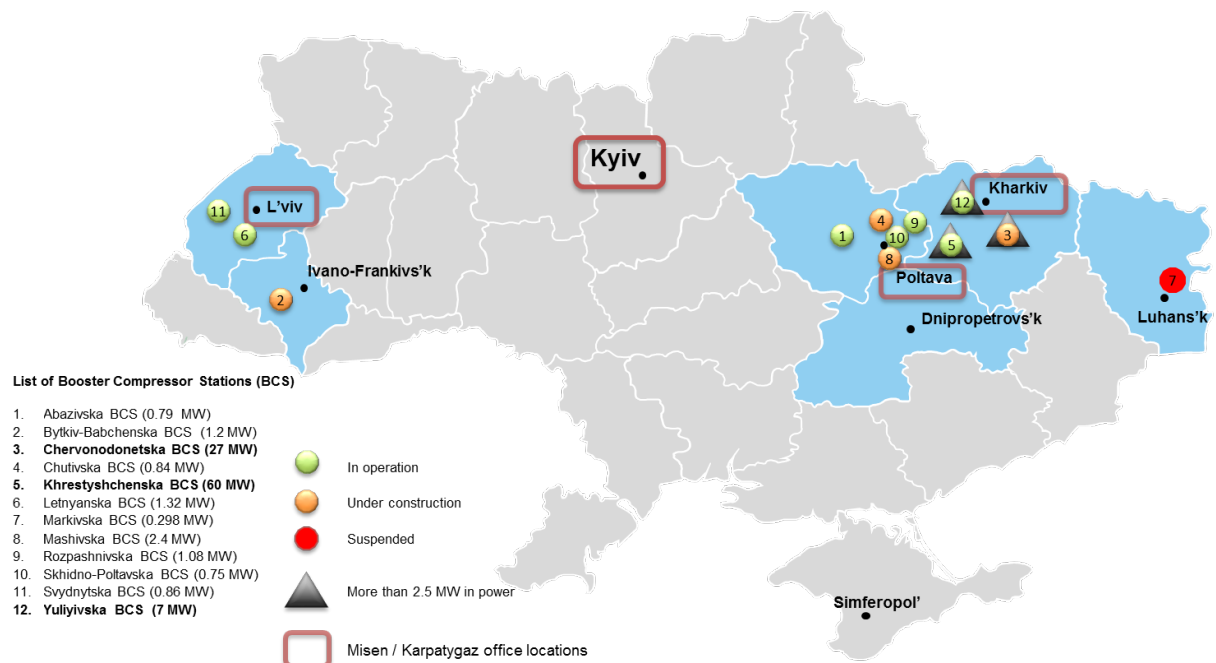 Kyiv
Kharkiv
12
L'viv
11
6
4
9
1
10
5
3
8
Ivano-Frankivs'k
2
Poltava
7
Dnipropetrovs'k
Luhans'k
List of Booster Compressor Stations (BCS)
1. Abazivska BCS (0.79 MW)
2. Bytkiv-Babchenska BCS (1.2 MW)
3. Chervonodonetska BCS (27 MW)
4. Chutivska BCS (0.84 MW)
5. Khrestyshchenska BCS (60 MW)
6. Letnyanska BCS (1.32 MW)
7. Markivska BCS (0.298 MW)
8. Mashivska BCS (2.4 MW)
9. Rozpashnivska BCS (1.08 MW)
10. Skhidno-Poltavska BCS (0.75 MW)
11. Svydnytska BCS (0.86 MW)
12. Yuliyivska BCS (7 MW)
In operation
Under construction
Suspended
More than 2.5 MW in power
Misen / Karpatygaz office locations
Simferopol'